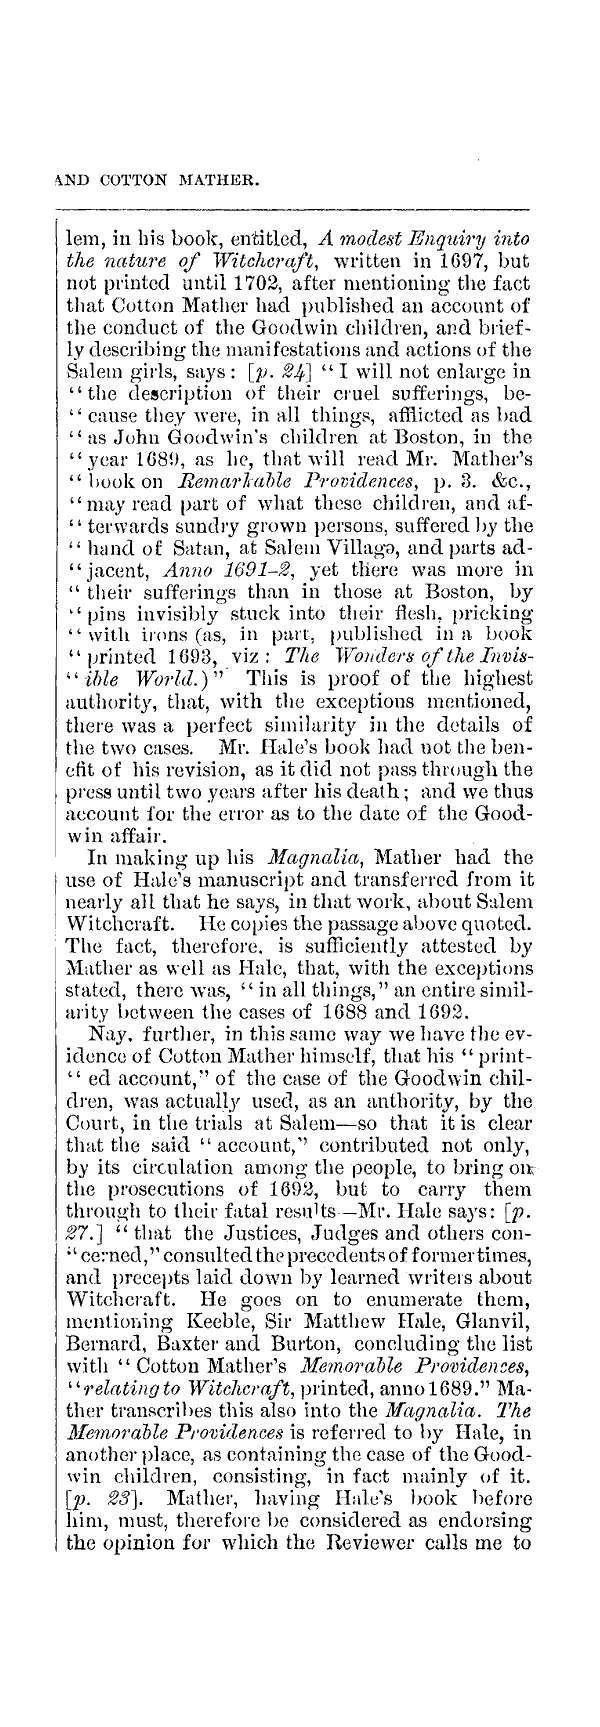 AND COTTON MATHER.
lem, in his book, entitled, A modest Enquiry into
the nature of Witchcraft, written in 1697, but
not printed until 1702, after mentioning the fact
that Cotton Mather had published an account of
the conduct of the Goodwin children, and brief-
ly describing the manifestations and actions of the
Salem girls, says: [p. 24] “I will not enlarge in
“the description of their cruel sufferings, be-
“cause they were, in all things, afflicted as bad
“as John Goodwin's children at Boston, in the
“year 1689, as he, that will read Mr. Mather's
“book on Remarkable Providences, p. 3. &c.,
“may read part of what these children, and af-
“terwards sundry grown persons, suffered by the
“hand of Satan, at Salem Village, and parts ad-
“jacent, Anno 1691-2, yet there was more in
“their sufferings than in those at Boston, by
“pins invisibly stuck into their flesh, pricking
“with irons (as, in part, published in a book
“printed 1693, viz: The Wonders of the Invis-
“ible World.)” This is proof of the highest
authority, that, with the exceptions mentioned,
there was a perfect similarity in the details of
the two cases. Mr. Hale's book had not the ben-
efit of his revision, as it did not pass through the
press until two years after his death; and we thus
account for the error as to the date of the Good-
win affair.
In making up his Magnalia, Mather had the
use of Hale's manuscript and transferred from it
nearly all that he says, in that work, about Salem
Witchcraft. He copies the passage above quoted.
The fact, therefore, is sufficiently attested by
Mather as well as Hale, that, with the exceptions
stated, there was, “in all things,” an entire simil-
arity between the cases of 1688 and 1692.
Nay, further, in this same way we have the ev-
idence of Cotton Mather himself, that his “print-
“ed account,” of the case of the Goodwin chil-
dren, was actually used, as an authority, by the
Court, in the trials at Salem—so that it is clear
that the said “account,” contributed not only,
by its circulation among the people, to bring on
the prosecutions of 1692, but to carry them
through to their fatal results—Mr. Hale says: [p.
27.] “that the Justices, Judges and others con-
“cerned,” consulted the precedents of former times,
and precepts laid down by learned writers about
Witchcraft. He goes on to enumerate them,
mentioning Keeble, Sir Matthew Hale, Glanvil,
Bernard, Baxter and Burton, concluding the list
with “Cotton Mather's Memorable Providences,
“relating to Witchcraft, printed, anno 1689.” Ma-
ther transcribes this also into the Magnalia. The
Memorable Providences is referred to by Hale, in
another place, as containing the case of the Good-
win children, consisting, in fact mainly of it.
[p. 23]. Mather, having Hale's book before
him, must, therefore be considered as endorsing
the opinion for which the Reviewer calls me to